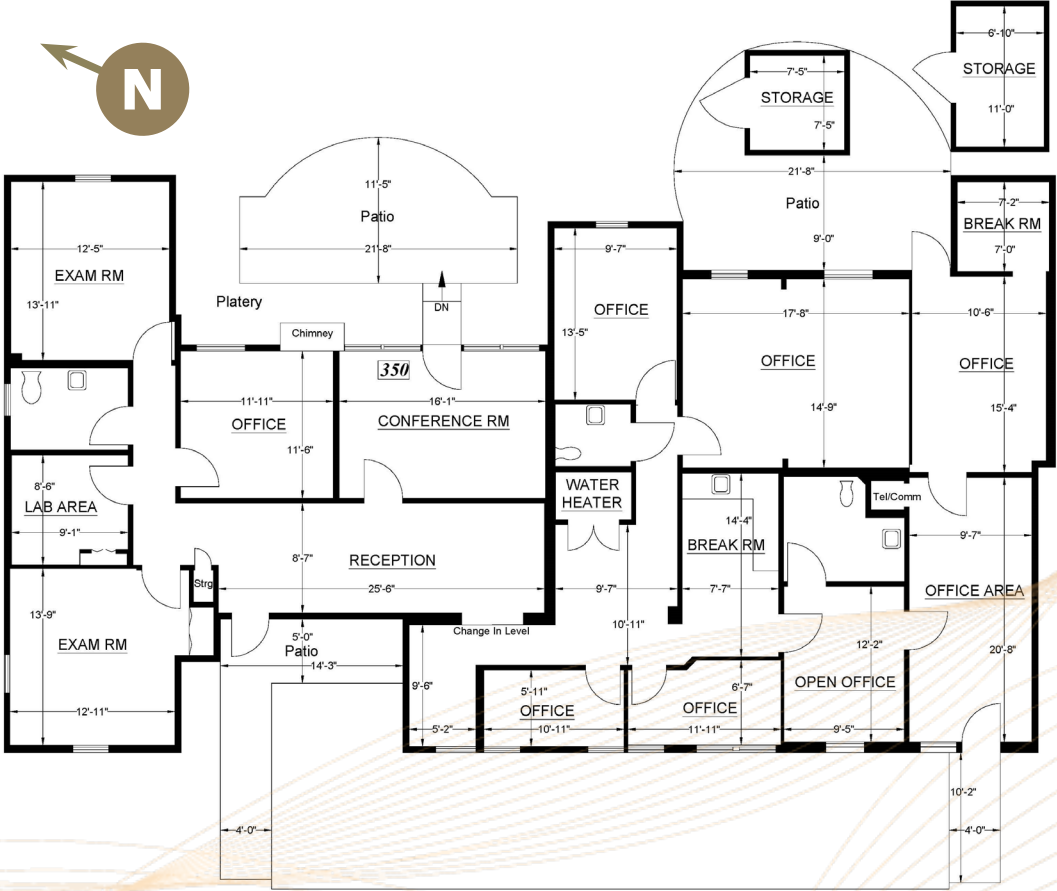 N
6'-10"
STORAGE
11'-0"
7'-5"
STORAGE
7'-5"
21'-8"
Patio
9'-0"
7'-2"
BREAK RM
7'-0"
11'-5"
Patio
21'-8"
DN
Platery
Chimney
12'-5"
EXAM RM
13'-11"
9'-7"
OFFICE
13'-5"
17'-8"
OFFICE
14'-9"
10'-6"
OFFICE
15'-4"
350
11'-11"
OFFICE
11'-6"
16'-1"
CONFERENCE RM
8'-6"
LAB AREA
9'-1"
WATER
HEATER
14'-4"
BREAK RM
7'-7"
Tel/Comm
9'-7"
OFFICE AREA
20'-8"
8'-7"
RECEPTION
25'-6"
Strg
9'-7"
10'-11"
13'-9"
EXAM RM
12'-11"
5'-0"
Patio
14'-3"
Change In Level
9'-6"
5'-2"
5'-11"
OFFICE
10'-11"
6'-7"
OFFICE
11'-11"
12'-2"
OPEN OFFICE
9'-5"
10'-2"
4'-0"
4'-0"